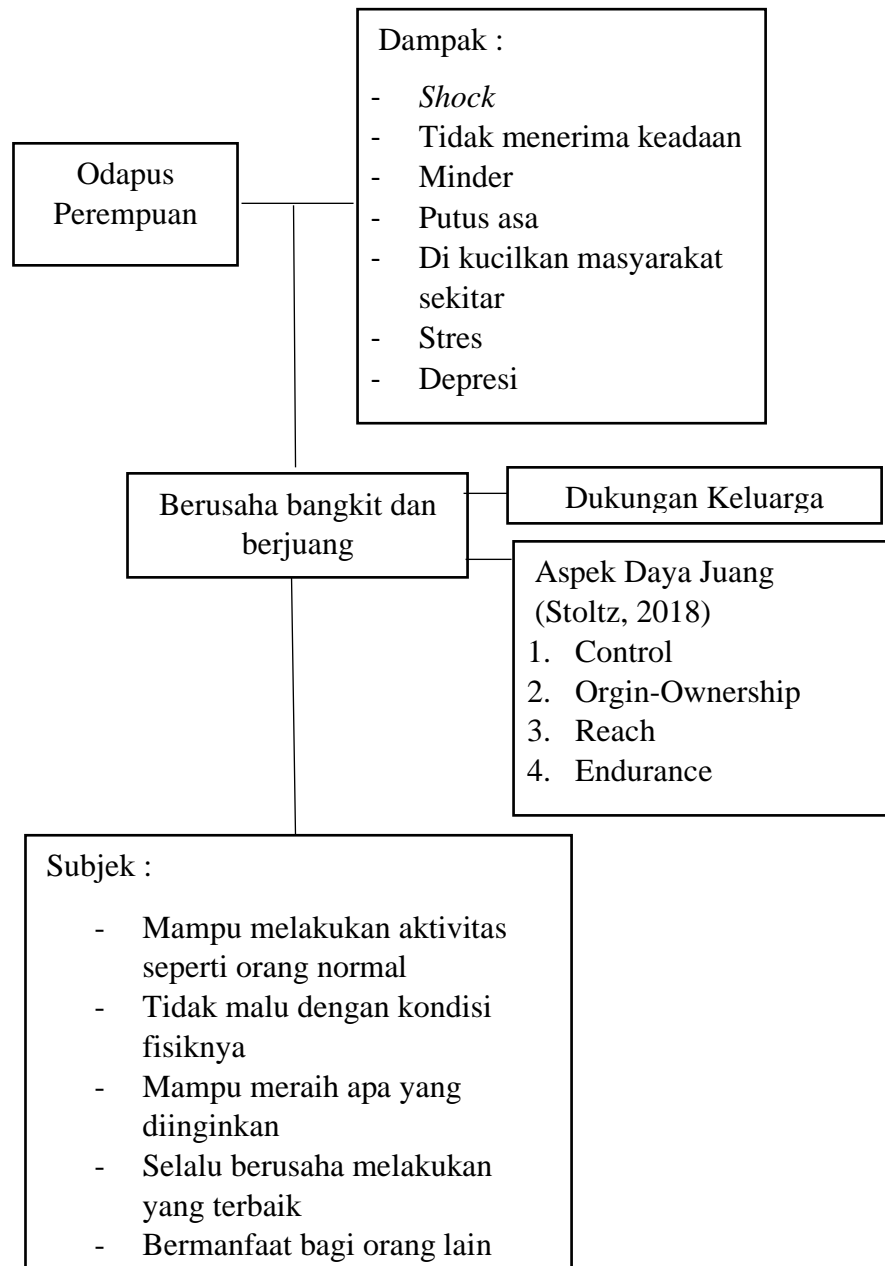 Dampak :
- Shock
- Tidak menerima keadaan
- Minder
- Putus asa
- Di kucilkan masyarakat
sekitar
- Stres
- Depresi
Odapus
Perempuan
Berusaha bangkit dan
berjuang
Dukungan Keluarga
Aspek Daya Juang
(Stoltz, 2018)
1. Control
2. Orgin-Ownership
3. Reach
4. Endurance
Subjek :
- Mampu melakukan aktivitas
seperti orang normal
- Tidak malu dengan kondisi
fisiknya
- Mampu meraih apa yang
diinginkan
- Selalu berusaha melakukan
yang terbaik
- Bermanfaat bagi orang lain